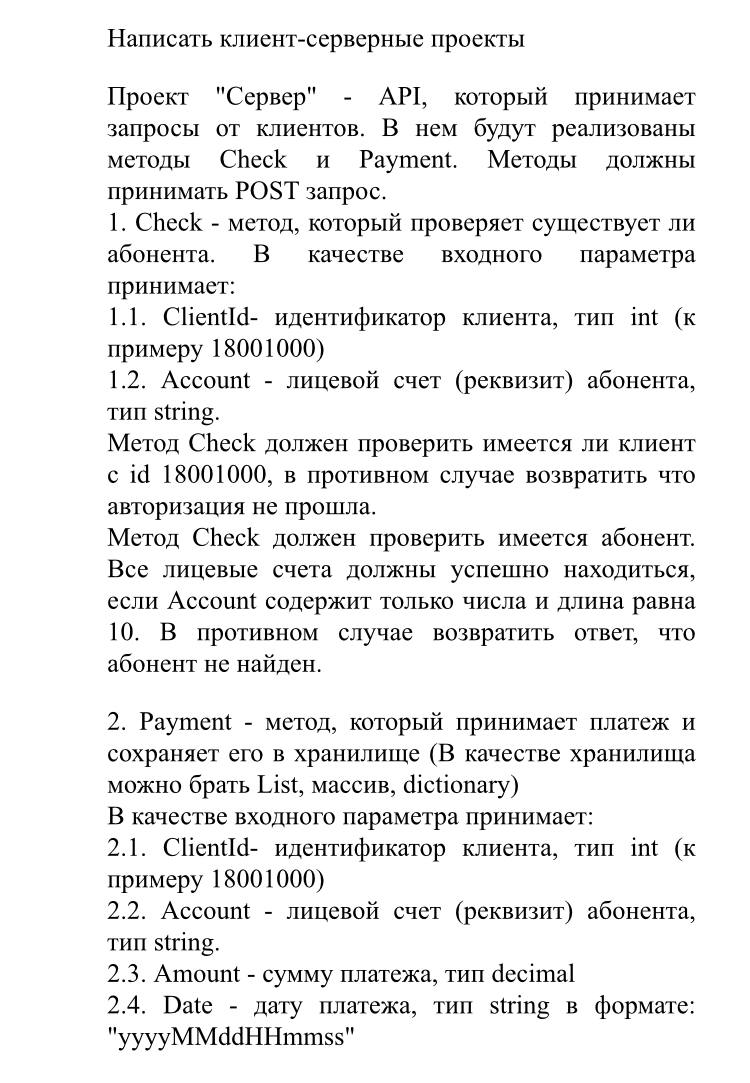 Написать клиент-серверные проекты
Проект "Сервер" - API, который принимает
запросы от клиентов. В нем будут реализованы
методы Check и Payment. Методы должны
принимать POST запрос.
1. Check - метод, который проверяет существует ли
абонента. В качестве входного параметра
принимает:
1.1. ClientId- идентификатор клиента, тип int (к
примеру 18001000)
1.2. Account - лицевой счет (реквизит) абонента,
тип string.
Метод Check должен проверить имеется ли клиент
с id 18001000, в противном случае возвратить что
авторизация не прошла.
Метод Check должен проверить имеется абонент.
Все лицевые счета должны успешно находиться,
если Account содержит только числа и длина равна
10. В противном случае возвратить ответ, что
абонент не найден.
2. Payment - метод, который принимает платеж и
сохраняет его в хранилище (В качестве хранилища
можно брать List, массив, dictionary)
В качестве входного параметра принимает:
2.1. ClientId- идентификатор клиента, тип int (к
примеру 18001000)
2.2. Account - лицевой счет (реквизит) абонента,
тип string.
2.3. Amount - сумму платежа, тип decimal
2.4. Date - дату платежа, тип string в формате:
"yyyyMMddHHmmss"